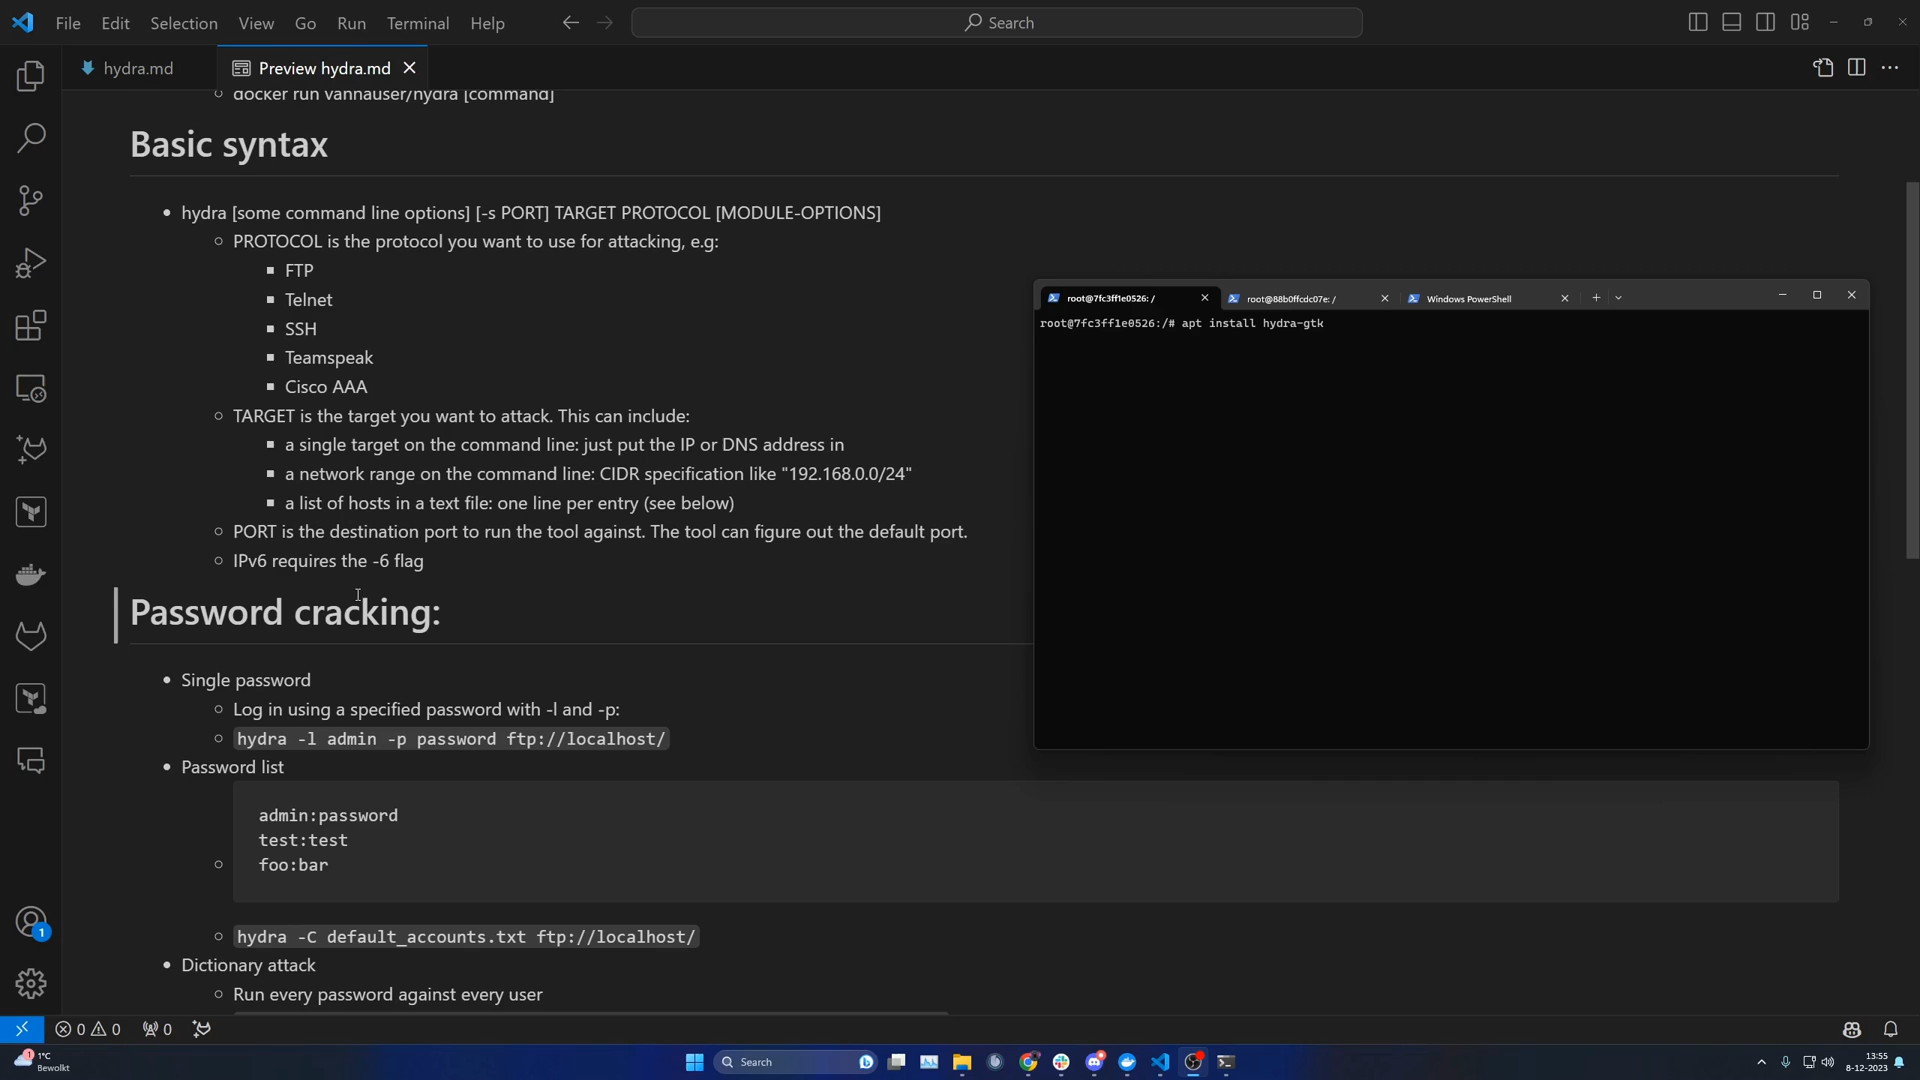 File Edit Selection View Go Run Terminal Help
Search
hydra.md
Preview hydra.md
docker run vanhauser/hydra [command]
Basic syntax
hydra [some command line options] [-s PORT] TARGET PROTOCOL [MODULE-OPTIONS]
PROTOCOL is the protocol you want to use for attacking, e.g:
FTP
Telnet
SSH
Teamspeak
Cisco AAA
TARGET is the target you want to attack. This can include:
a single target on the command line: just put the IP or DNS address in
a network range on the command line: CIDR specification like "192.168.0.0/24"
a list of hosts in a text file: one line per entry (see below)
PORT is the destination port to run the tool against. The tool can figure out the default port.
IPv6 requires the -6 flag
root@7fc3ff1e0526: /
root@88b0ffcdc07e: /
Windows PowerShell
root@7fc3ff1e0526:/# apt install hydra-gtk
Password cracking:
Single password
Log in using a specified password with -l and -p:
hydra -l admin -p password ftp://localhost/
Password list
admin:password
test:test
foo:bar
hydra -C default_accounts.txt ftp://localhost/
Dictionary attack
Run every password against every user
1
0 0 0
1
1°C
Bewolkt
Search
13:55
8-12-2023